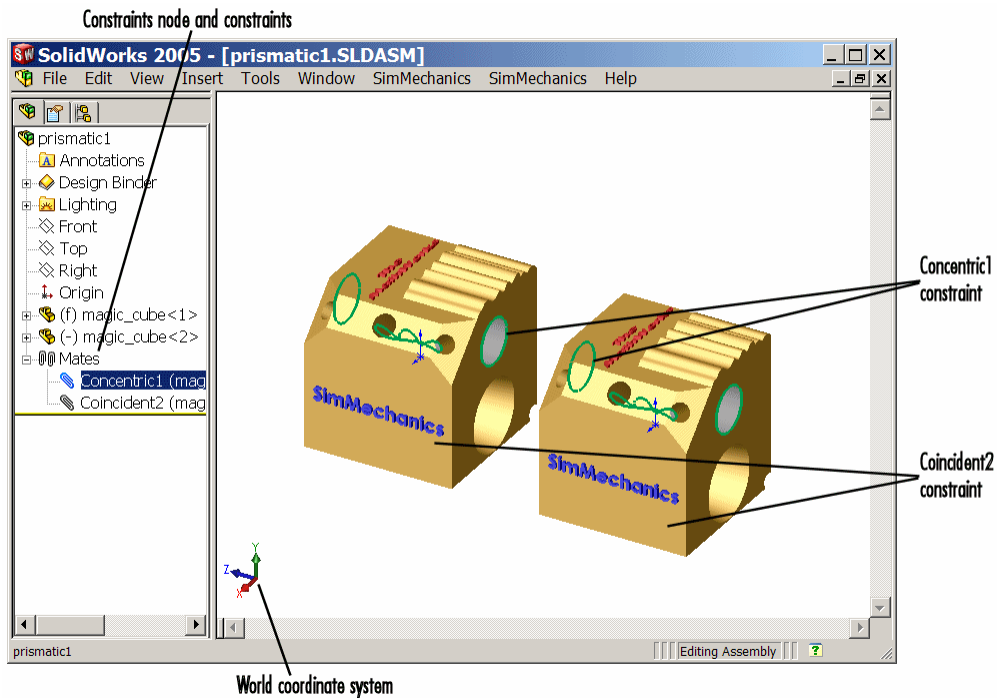 Constraints node and constraints
SolidWorks 2005 - [prismatic1.SLDASM]
File Edit View Insert Tools Window SimMechanics SimMechanics Help
prismatic1
A Annotations
Design Binder
Lighting
Front
Top
Right
Origin
(f) magic_cube<1>
(-) magic_cube<2>
Mates
Concentric1 (mag
Coincident2 (mag
SimMechanics
SimMechanics
Concentric1
constraint
Coincident2
constraint
Y
Z
X
prismatic1
Editing Assembly
?
World coordinate system